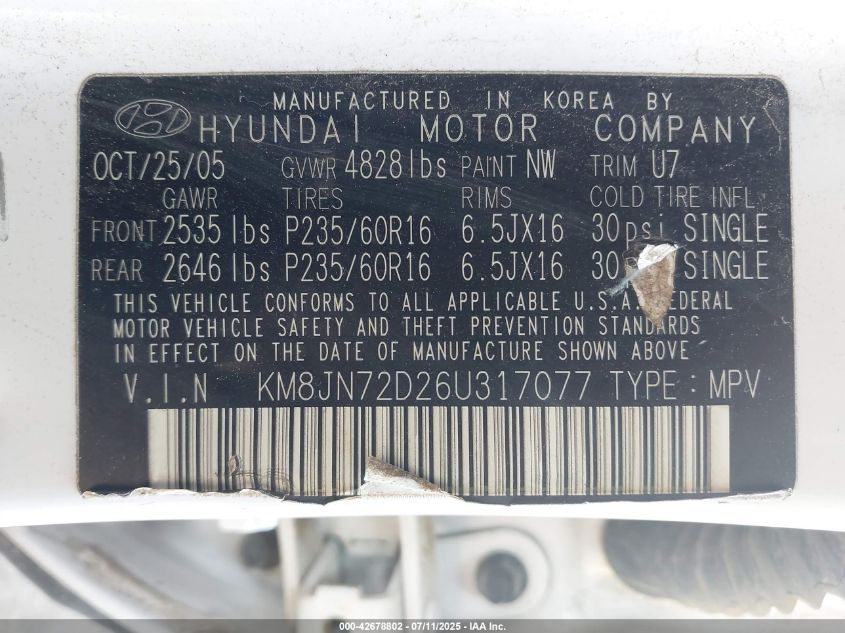 MANUFACTURED IN KOREA BY
HYUNDAI MOTOR COMPANY
OCT/25/05 GVWR 4828 lbs PAINT NW TRIM U7
GAWR TIRES RIMS COLD TIRE INFL.
FRONT 2535 lbs P235/60R16 6.5JX16 30psi SINGLE
REAR 2646 lbs P235/60R16 6.5JX16 30 SINGLE
THIS VEHICLE CONFORMS TO ALL APPLICABLE U.S.A. FEDERAL
MOTOR VEHICLE SAFETY AND THEFT PREVENTION STANDARDS
IN EFFECT ON THE DATE OF MANUFACTURE SHOWN ABOVE
V.I.N KM8JN72D26U317077 TYPE : MPV
000-42678802 - 07/11/2025 - IAA Inc.